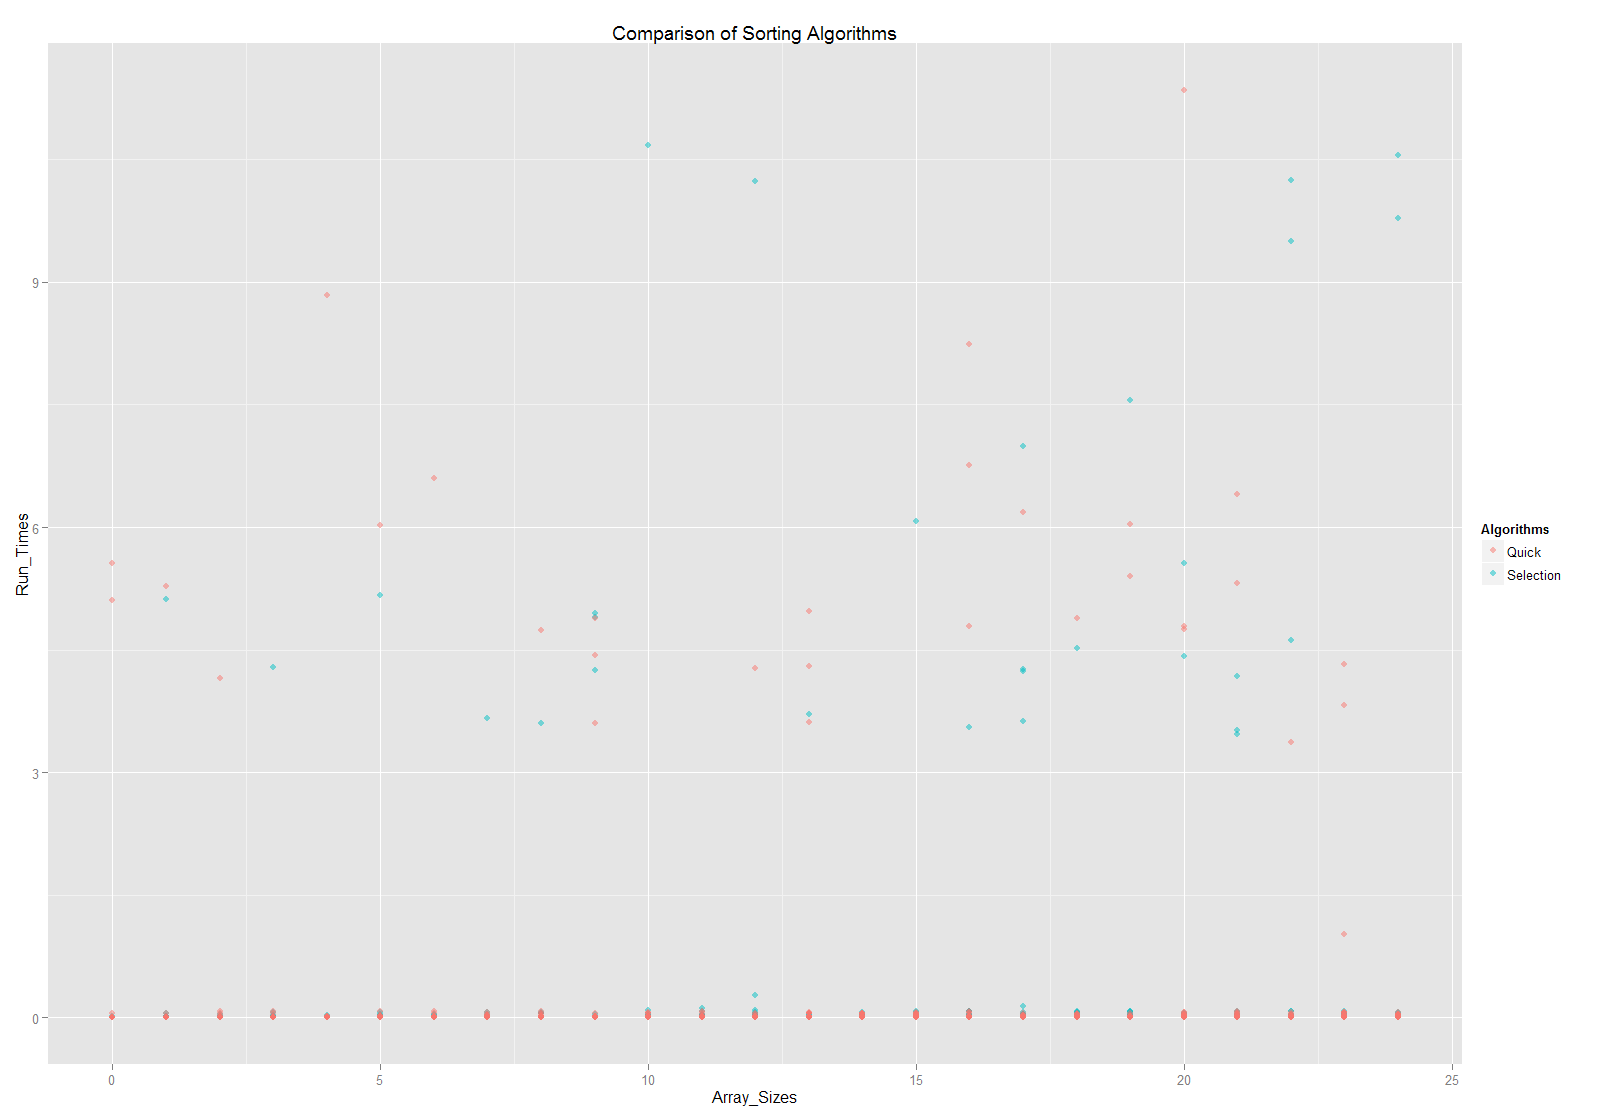 Comparison of Sorting Algorithms
Run_Times
9
6
3
0
0 5 10 15 20 25
Array_Sizes
Algorithms
Quick
Selection